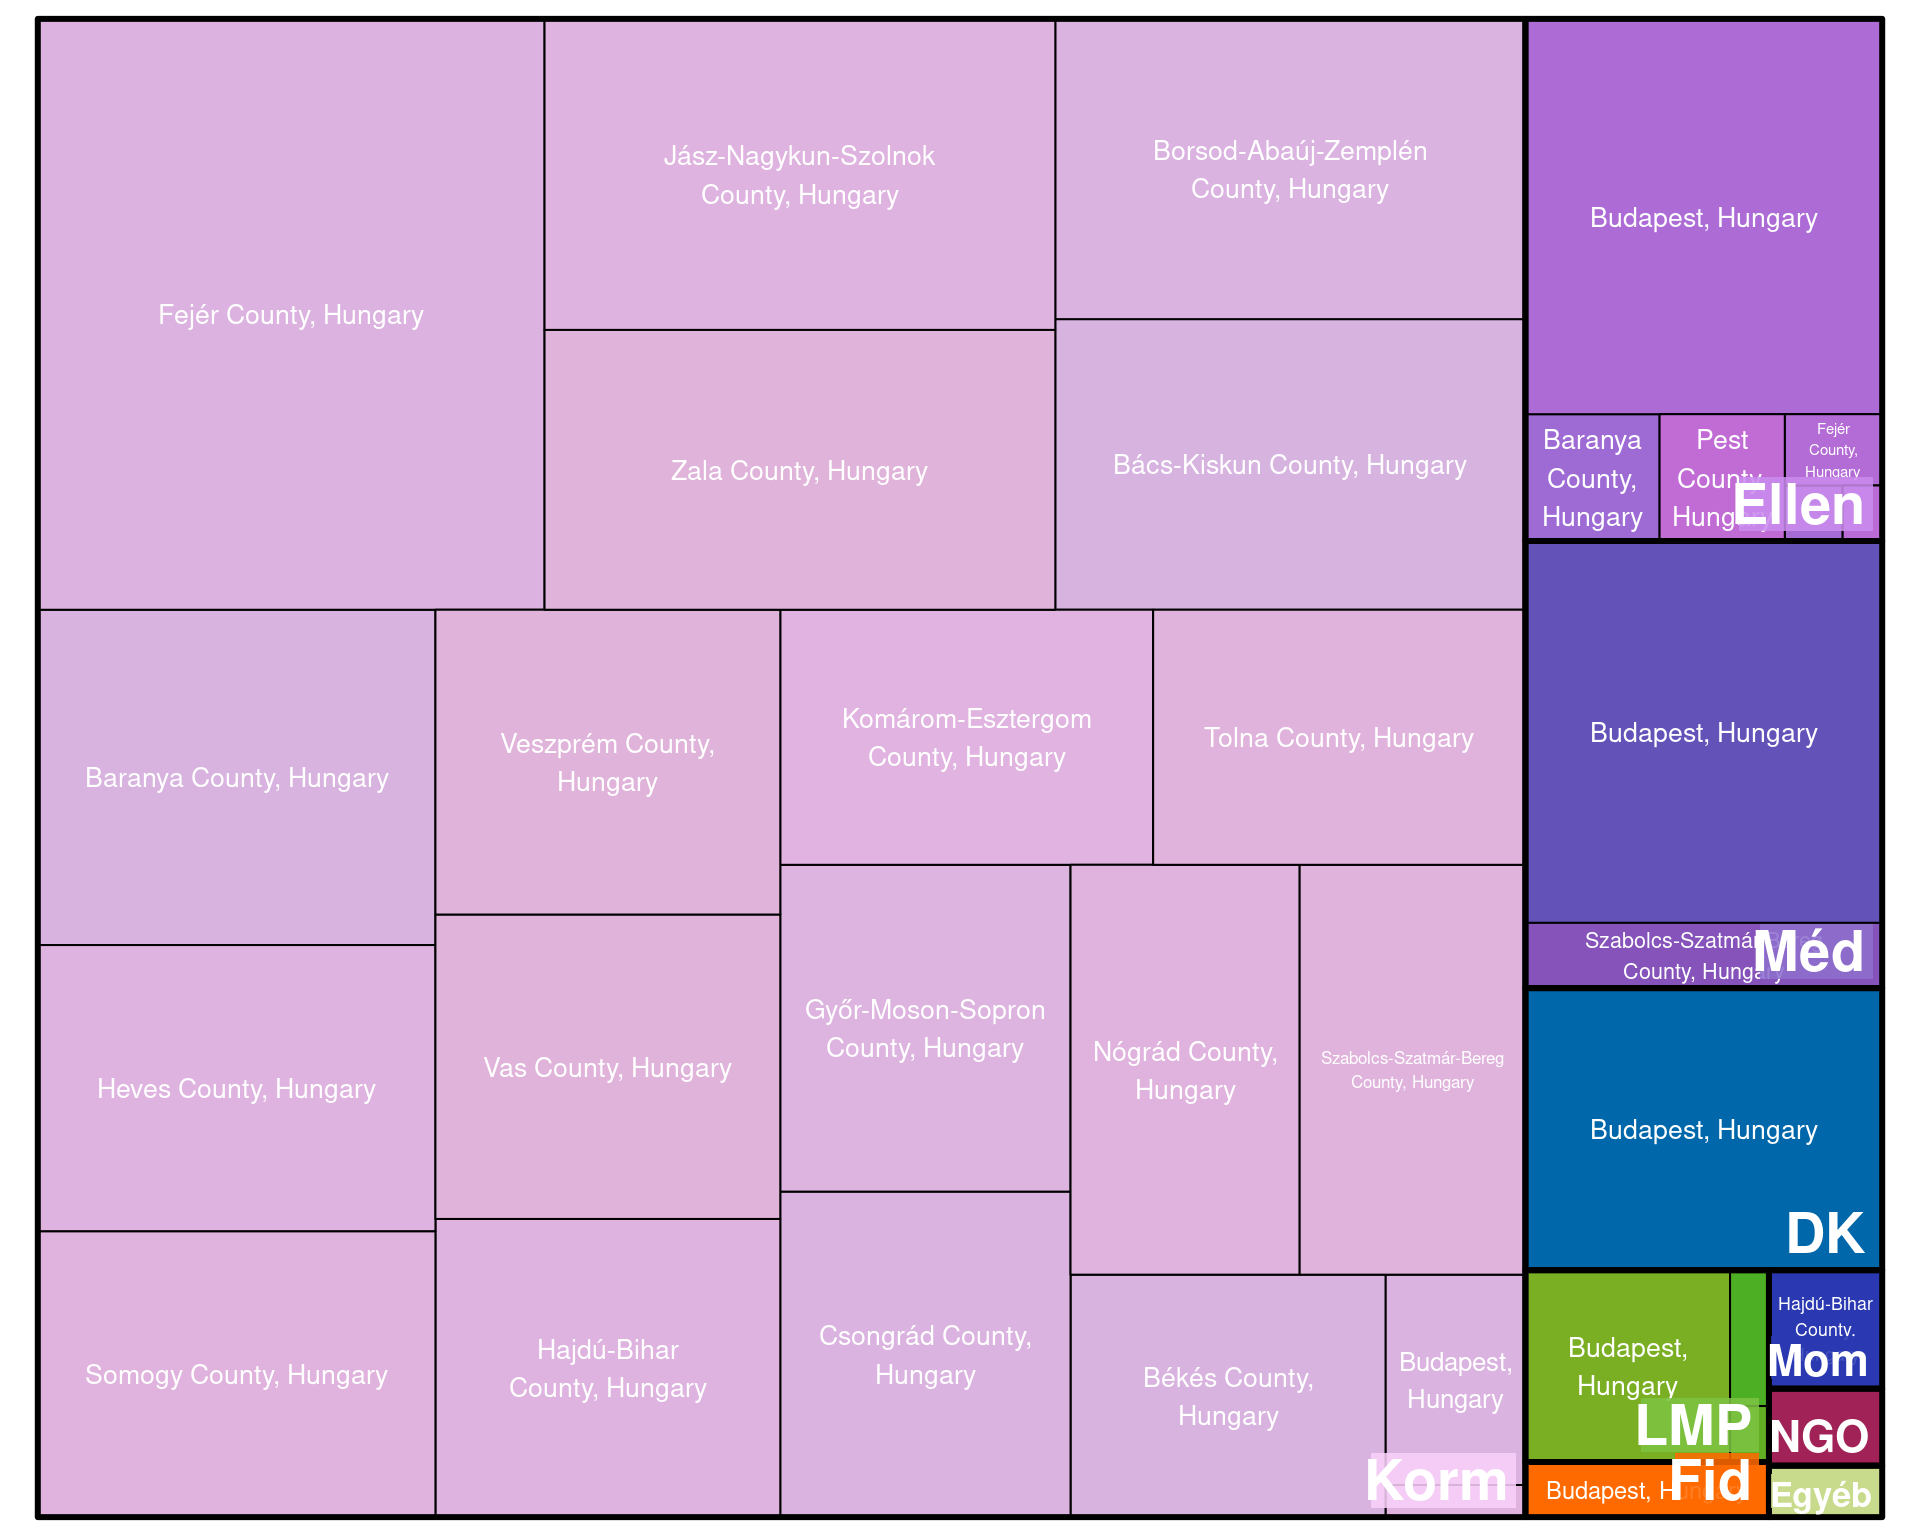 Fejér County, Hungary
Jász-Nagykun-Szolnok
County, Hungary
Borsod-Abaúj-Zemplén
County, Hungary
Zala County, Hungary
Bács-Kiskun County, Hungary
Baranya County, Hungary
Veszprém County,
Hungary
Komárom-Esztergom
County, Hungary
Tolna County, Hungary
Heves County, Hungary
Vas County, Hungary
Győr-Moson-Sopron
County, Hungary
Nógrád County,
Hungary
Szabolcs-Szatmár-Bereg
County, Hungary
Somogy County, Hungary
Hajdú-Bihar
County, Hungary
Csongrád County,
Hungary
Békés County,
Hungary
Budapest,
Hungary
Korm
Budapest, Hungary
Baranya
County,
Hungary
Pest
County,
Hungary
Fejér
County,
Hungary
Ellen
Budapest, Hungary
Szabolcs-Szatmár-Bereg
County, Hungary
Méd
Budapest, Hungary
DK
Budapest,
Hungary
LMP
Budapest, Hungary
Fid
Hajdú-Bihar
County,
Mom
NGO
Egyéb